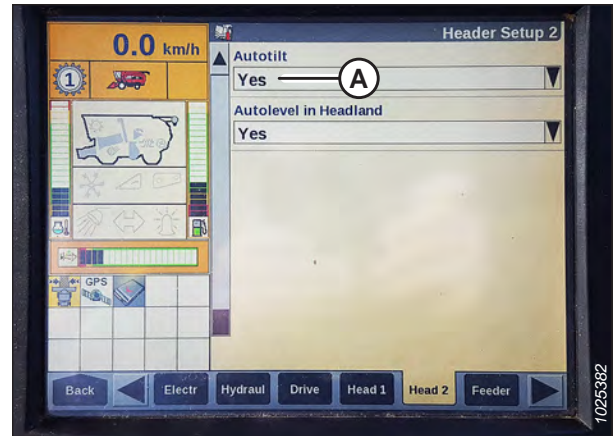 0.0 km/h
1
Header Setup 2
Autotilt
Yes
A
Autolevel in Headland
Yes
GPS
Back
Electr
Hydraul
Drive
Head 1
Head 2
Feeder
1025382